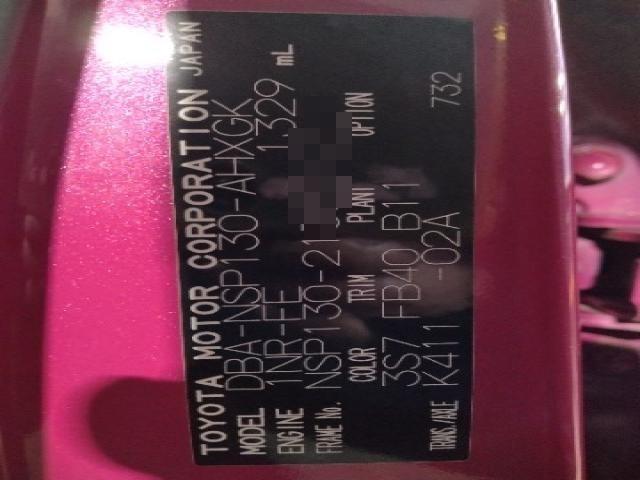 TOYOTA MOTOR CORPORATION JAPAN
MODEL DBA-NSP130-AHXGK
ENGINE 1NR-FE 1.329 mL
FRAME No. NSP130-21
COLOR TRIM PLANT OPTION
3S7 FB40 B11
TRANS./AXLE K411 -02A 732